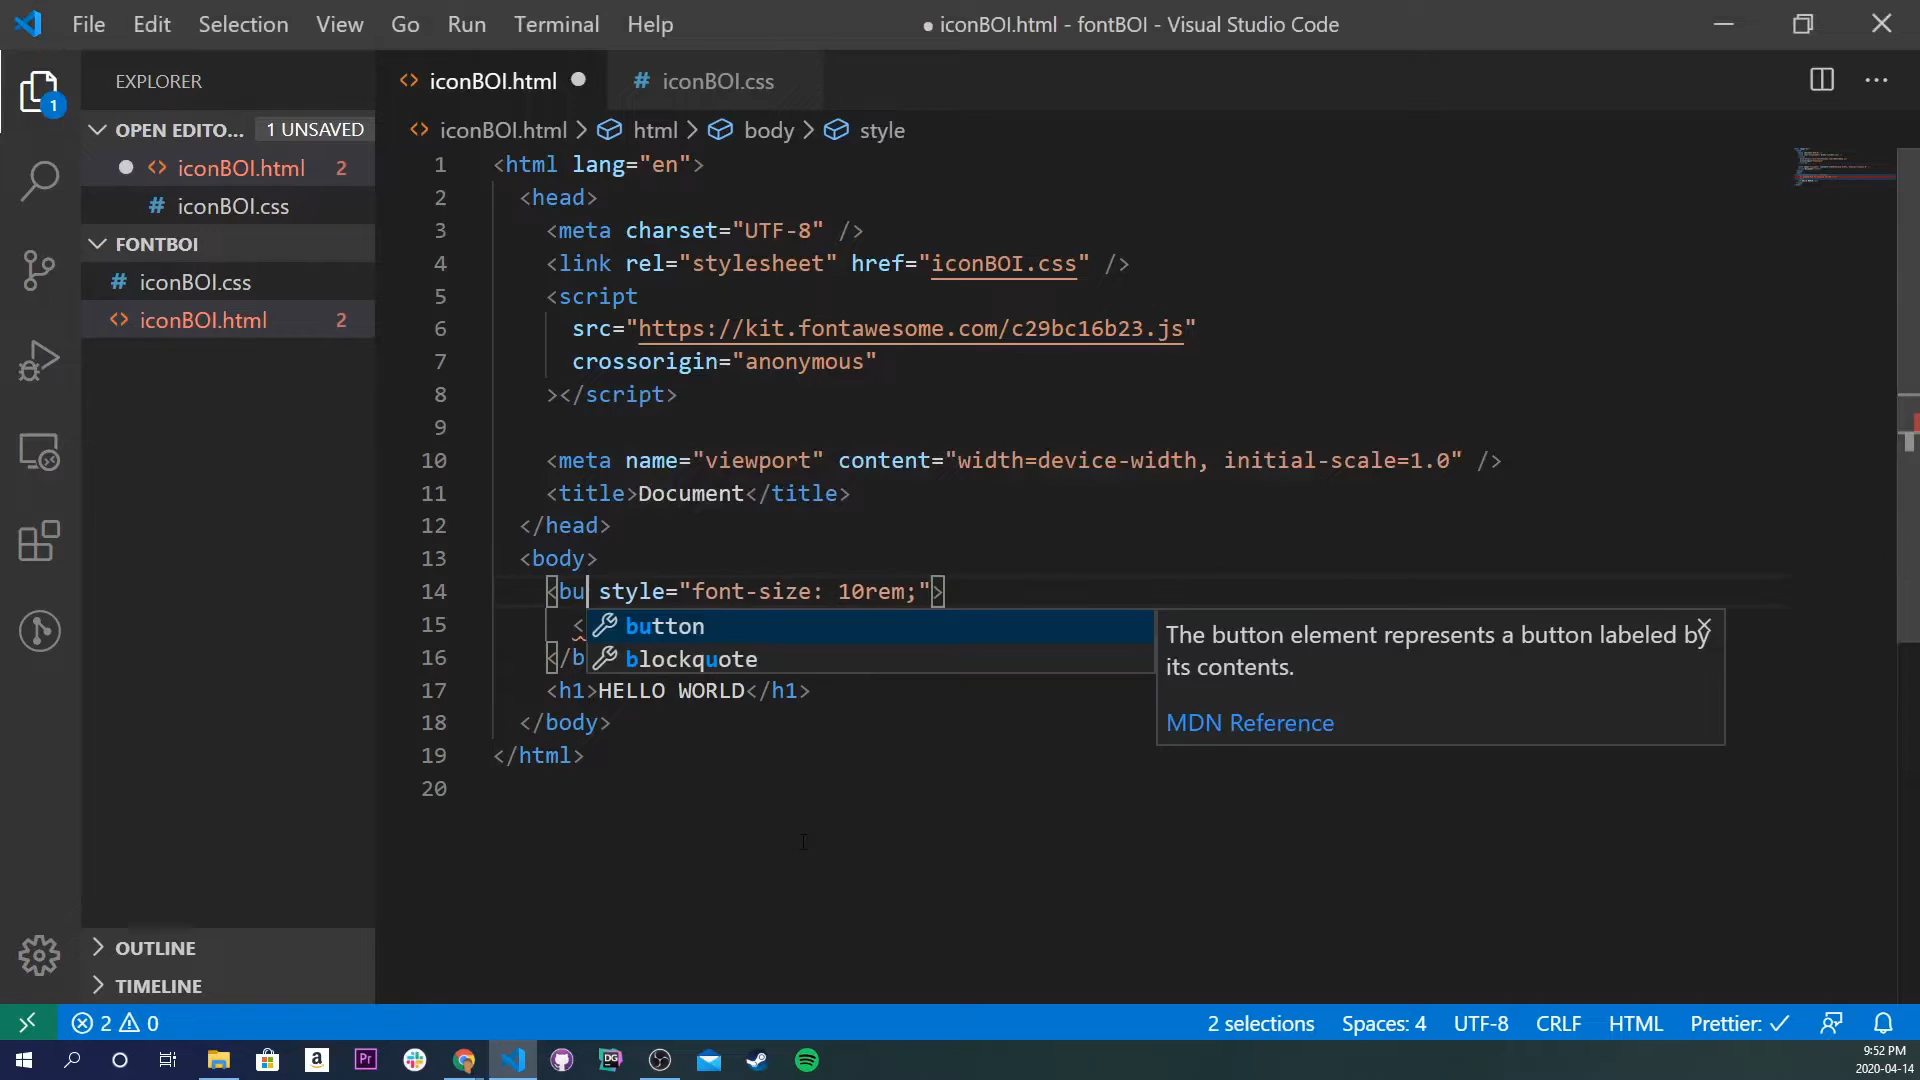 File Edit Selection View Go Run Terminal Help ● iconBOI.html - fontBOI - Visual Studio Code
EXPLORER
iconBOI.html
# iconBOI.css
1
OPEN EDITO... 1 UNSAVED
iconBOI.html > html > body > style
iconBOI.html 2
# iconBOI.css
FONTBOI
# iconBOI.css
iconBOI.html 2
1 <html lang="en">
2 <head>
3 <meta charset="UTF-8" />
4 <link rel="stylesheet" href="iconBOI.css" />
5 <script
6 src="https://kit.fontawesome.com/c29bc16b23.js"
7 crossorigin="anonymous"
8 ></script>
9
10 <meta name="viewport" content="width=device-width, initial-scale=1.0" />
11 <title>Document</title>
12 </head>
13 <body>
14 <bu style="font-size: 10rem;">
15 <
16 </b
17 <h1>HELLO WORLD</h1>
18 </body>
19 </html>
20
button
blockquote
The button element represents a button labeled by
its contents.
MDN Reference
OUTLINE
TIMELINE
2 0 2 selections Spaces: 4 UTF-8 CRLF HTML Prettier: ✓
a Pr DG
9:52 PM
2020-04-14